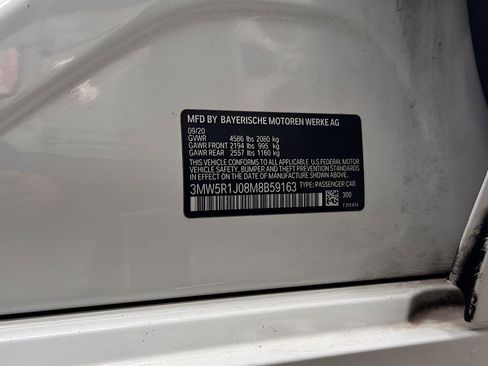 MFD BY BAYERISCHE MOTOREN WERKE AG
09/20
GVWR 4586 lbs 2080 kg
GAWR FRONT 2194 lbs 995 kg
GAWR REAR 2557 lbs 1160 kg
THIS VEHICLE CONFORMS TO ALL APPLICABLE U.S. FEDERAL MOTOR
VEHICLE SAFETY, BUMPER, AND THEFT PREVENTION STANDARDS IN
EFFECT ON THE DATE OF MANUFACTURE SHOWN ABOVE.
3MW5R1J08M8B59163 TYPE: PASSENGER CAR
300